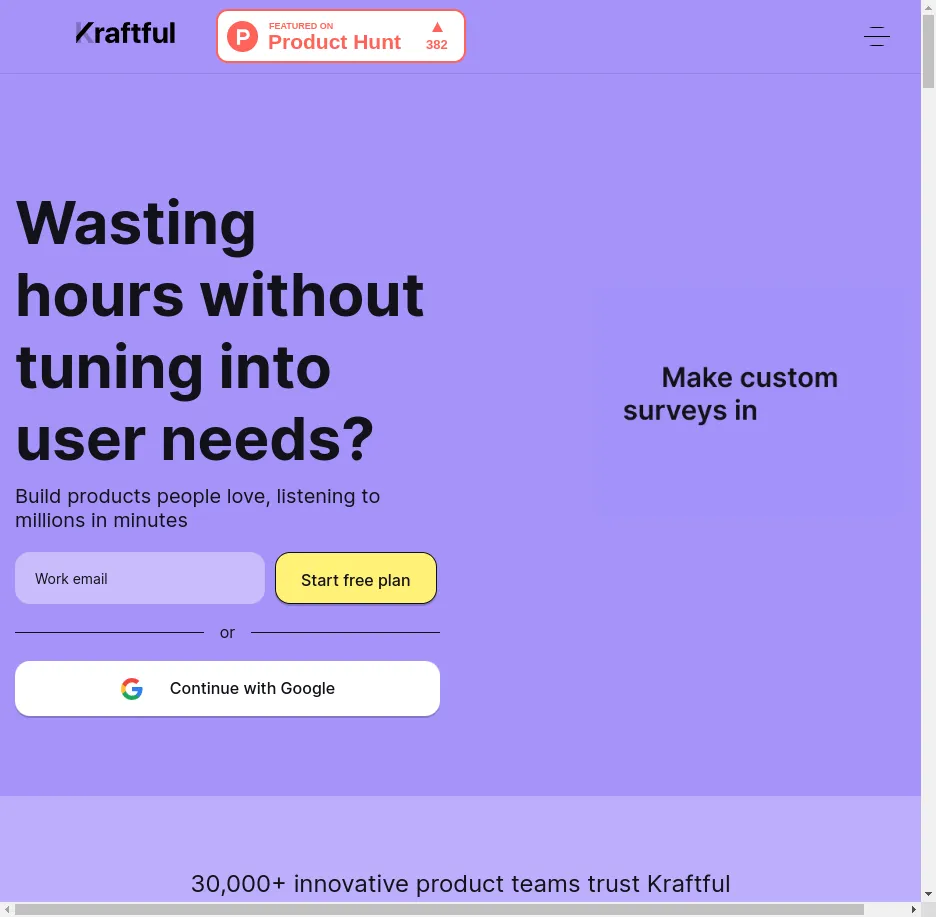 Kraftful
FEATURED ON
Product Hunt
382
Wasting
hours without
tuning into
user needs?
Build products people love, listening to
millions in minutes
Make custom
surveys in
Work email
Start free plan
or
Continue with Google
30,000+ innovative product teams trust Kraftful